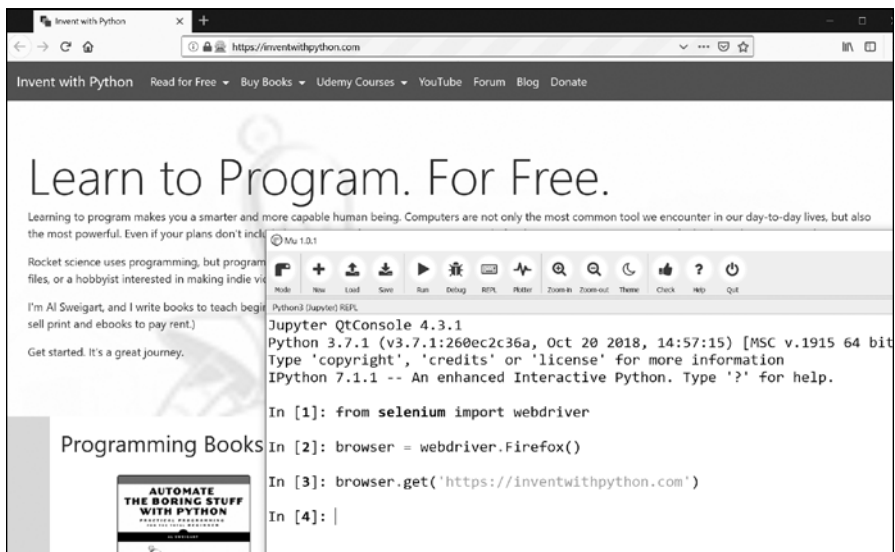 Invent with Python
https://inventwithpython.com
Invent with Python Read for Free Buy Books Udemy Courses YouTube Forum Blog Donate
Learn to Program. For Free.
Learning to program makes you a smarter and more capable human being. Computers are not only the most common tool we encounter in our day-to-day lives, but also
the most powerful. Even if your plans don't incl
Rocket science uses programming, but program
files, or a hobbyist interested in making indie vi
I'm Al Sweigart, and I write books to teach begi
sell print and ebooks to pay rent.)
Get started. It's a great journey.
Programming Books
AUTOMATE
THE BORING STUFF
WITH PYTHON
PRACTICAL PROGRAMMING
FOR TOTAL BEGINNERS
AL SWEIGART
Mu 1.0.1
Mode New Load Save Run Debug REPL Plotter Zoom-in Zoom-out Theme Check Help Quit
Python3 (Jupyter) REPL
Jupyter QtConsole 4.3.1
Python 3.7.1 (v3.7.1:260ec2c36a, Oct 20 2018, 14:57:15) [MSC v.1915 64 bit
Type 'copyright', 'credits' or 'license' for more information
IPython 7.1.1 -- An enhanced Interactive Python. Type '?' for help.
In [1]: from selenium import webdriver
In [2]: browser = webdriver.Firefox()
In [3]: browser.get('https://inventwithpython.com')
In [4]: